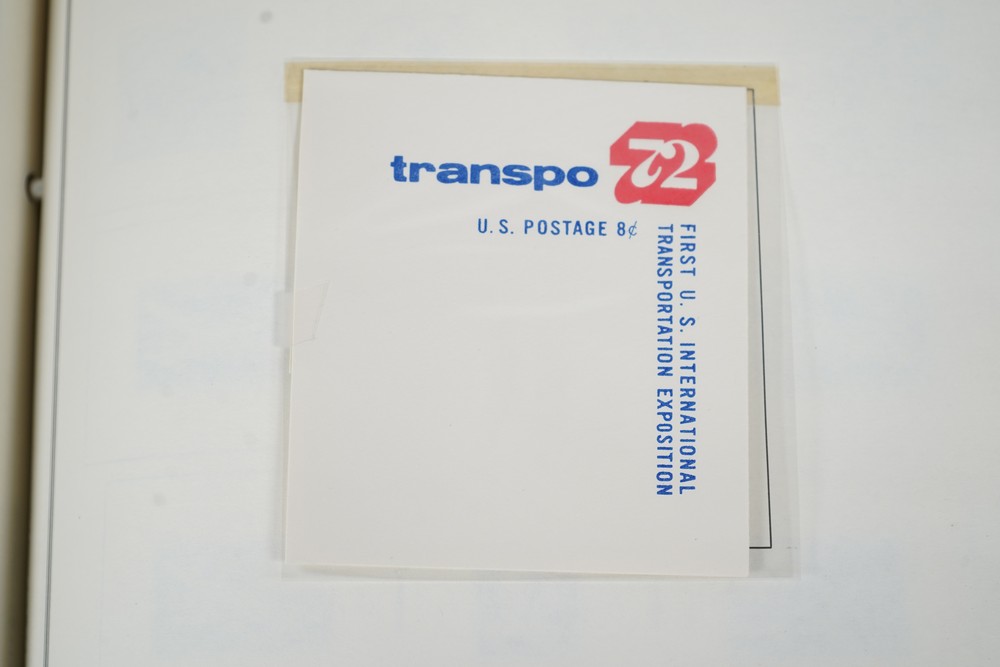 transpo 72
U.S. POSTAGE 8¢
FIRST U. S. INTERNATIONAL
TRANSPORTATION EXPOSITION